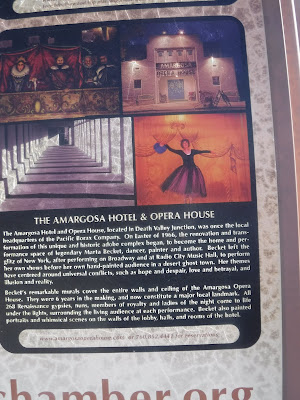 AMARGOSA
OPERA HOUSE
THE AMARGOSA HOTEL & OPERA HOUSE
The Amargosa Hotel and Opera House, located in Death Valley Junction, was once the local
headquarters of the Pacific Borax Company. On Easter of 1966, the renovation and trans-
formation of this unique and historic adobe complex began, to become the home and per-
formance space of legendary Marta Becket, dancer, painter and author. Becket left the
glitz of New York, after performing on Broadway and at Radio City Music Hall, to perform
her own shows before her own hand-painted audience in a desert ghost town. Her themes
have centered around universal conflicts, such as hope and despair, love and betrayal, and
illusion and reality.
Becket's remarkable murals cover the entire walls and ceiling of the Amargosa Opera
House. They were 6 years in the making, and now constitute a major local landmark. All
268 Renaissance gypsies, nuns, members of royalty and ladies of the night come to life
under the lights, surrounding the living audience at each performance. Becket also painted
portraits and whimsical scenes on the walls of the lobby, halls, and rooms of the hotel.
for reservations
chamber.org